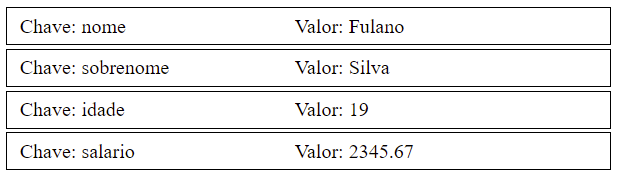 Chave: nome Valor: Fulano
Chave: sobrenome Valor: Silva
Chave: idade Valor: 19
Chave: salario Valor: 2345.67